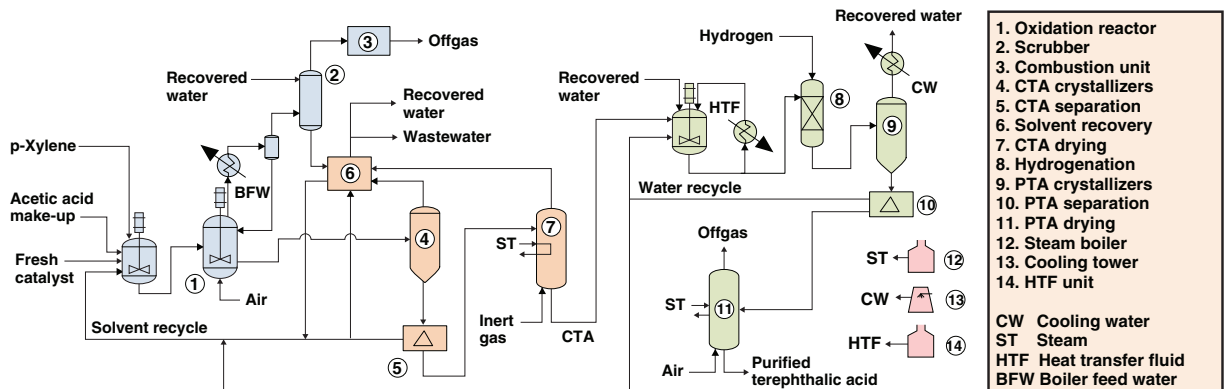 Recovered water
Hydrogen
Offgas
Recovered
water
Recovered
water
Recovered
water
Wastewater
HTF
CW
p-Xylene
BFW
Acetic acid
make-up
Fresh
catalyst
Air
Solvent recycle
ST
Inert
gas
CTA
Water recycle
Offgas
ST
Air
Purified
terephthalic acid
ST
CW
HTF
1
2
3
4
5
6
7
8
9
10
11
12
13
14
1. Oxidation reactor
2. Scrubber
3. Combustion unit
4. CTA crystallizers
5. CTA separation
6. Solvent recovery
7. CTA drying
8. Hydrogenation
9. PTA crystallizers
10. PTA separation
11. PTA drying
12. Steam boiler
13. Cooling tower
14. HTF unit
CW Cooling water
ST Steam
HTF Heat transfer fluid
BFW Boiler feed water